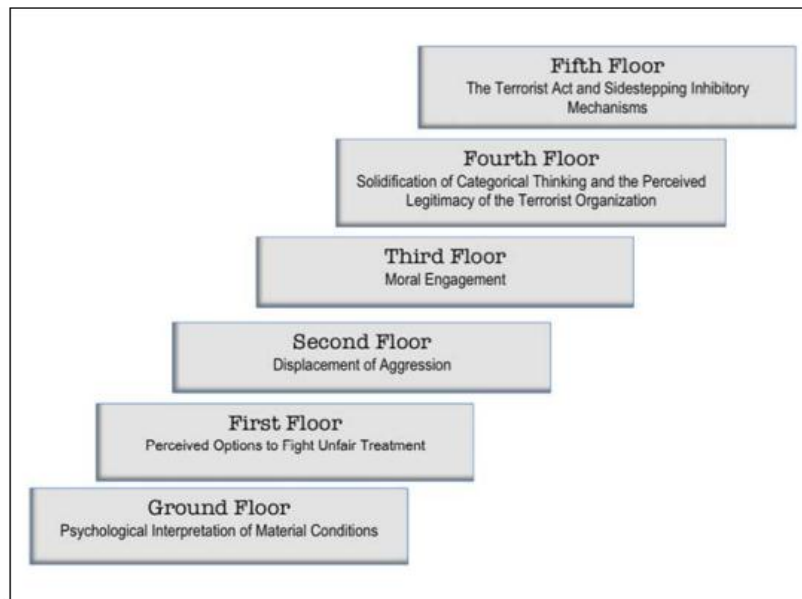 Fifth Floor
The Terrorist Act and Sidestepping Inhibitory
Mechanisms
Fourth Floor
Solidification of Categorical Thinking and the Perceived
Legitimacy of the Terrorist Organization
Third Floor
Moral Engagement
Second Floor
Displacement of Aggression
First Floor
Perceived Options to Fight Unfair Treatment
Ground Floor
Psychological Interpretation of Material Conditions